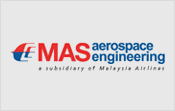 MAS aerospace
engineering
a subsidiary of Malaysia Airlines